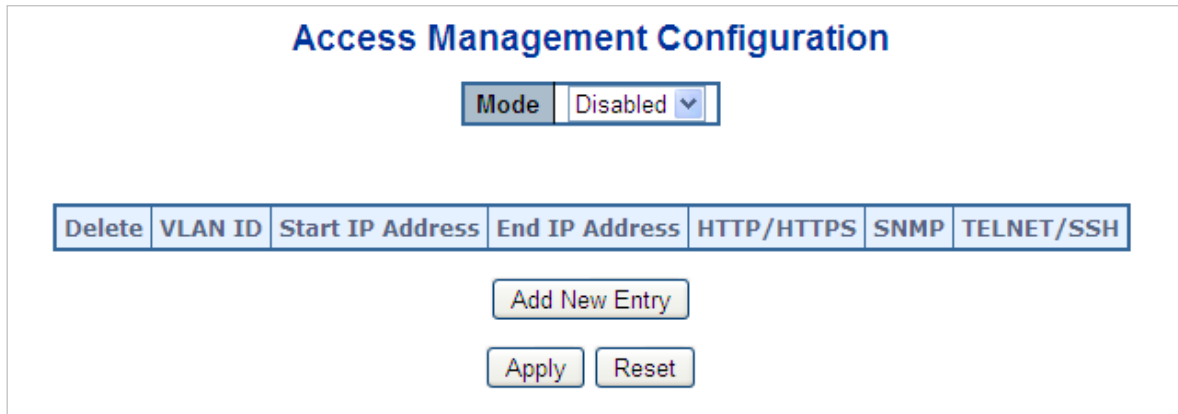 Access Management Configuration
Mode Disabled
Delete VLAN ID Start IP Address End IP Address HTTP/HTTPS SNMP TELNET/SSH
Add New Entry
Apply Reset